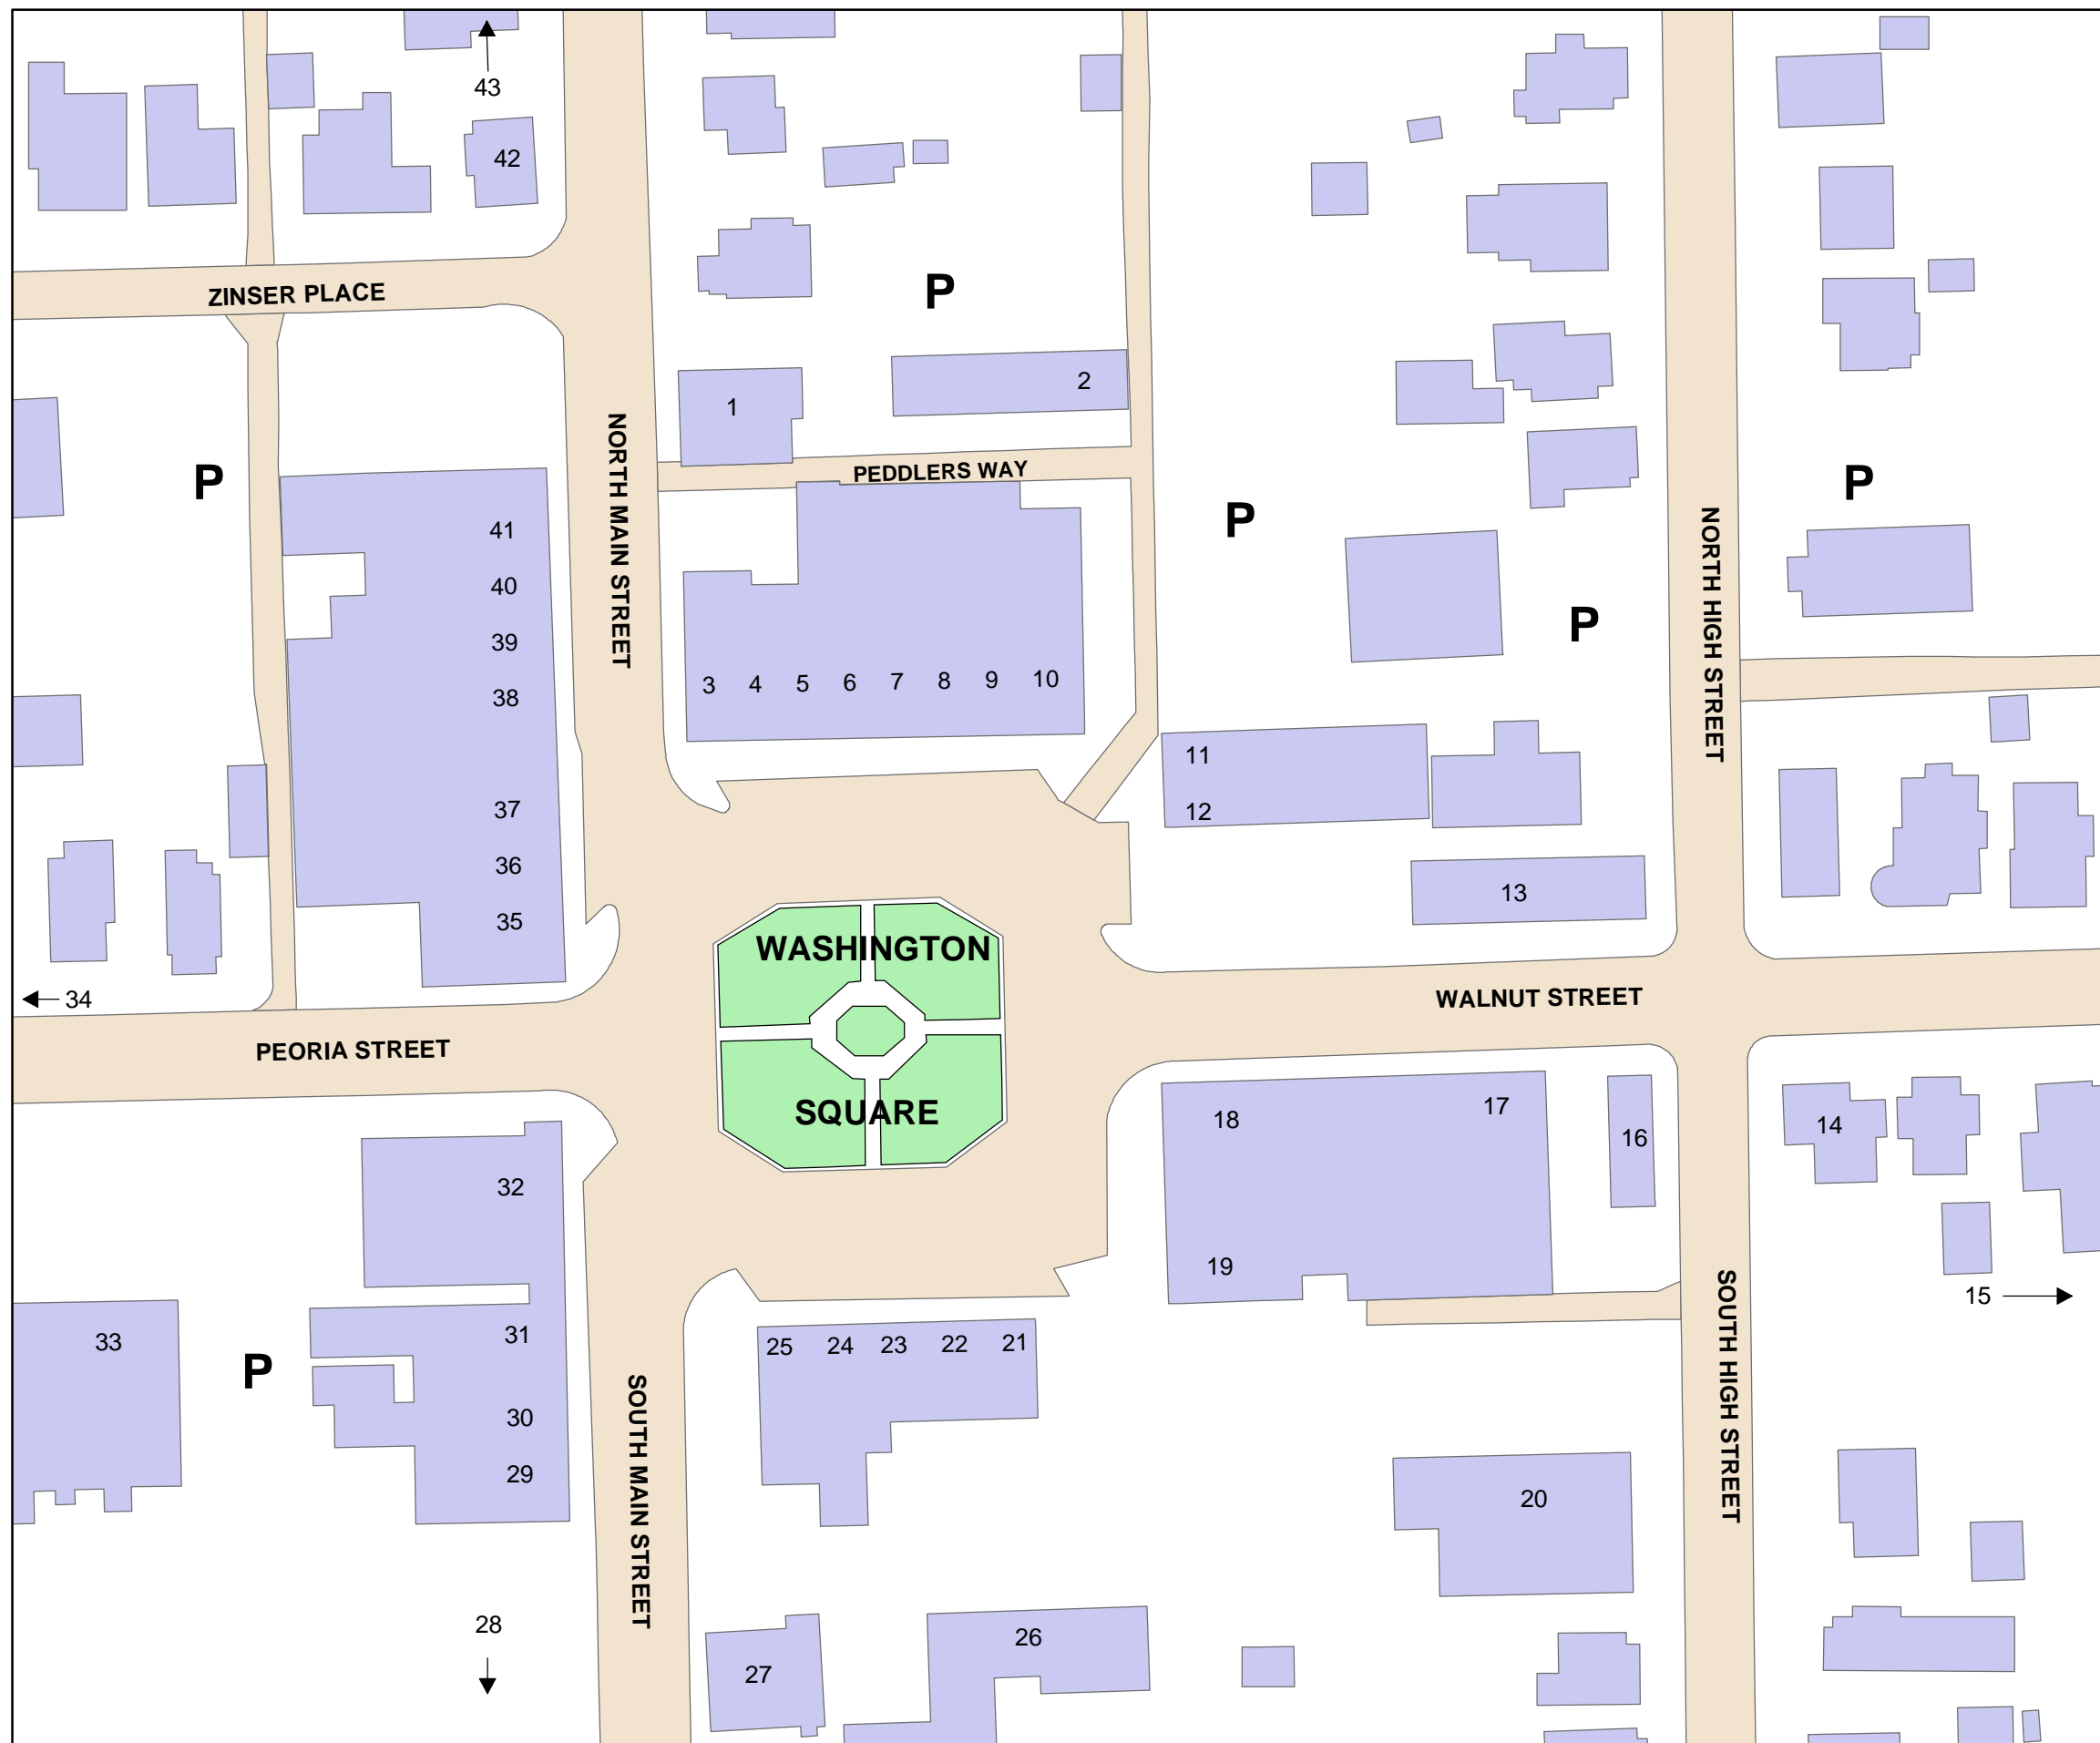 43
42
ZINSER PLACE
P
1
2
NORTH MAIN STREET
PEDDLERS WAY
P
P
P
P
41
40
39
38
37
36
35
3 4 5 6 7 8 9 10
NORTH HIGH STREET
11
12
13
34
WASHINGTON
SQUARE
WALNUT STREET
PEORIA STREET
18
17
16
14
19
15
32
33
P
31
30
29
25 24 23 22 21
SOUTH MAIN STREET
SOUTH HIGH STREET
20
28
26
27